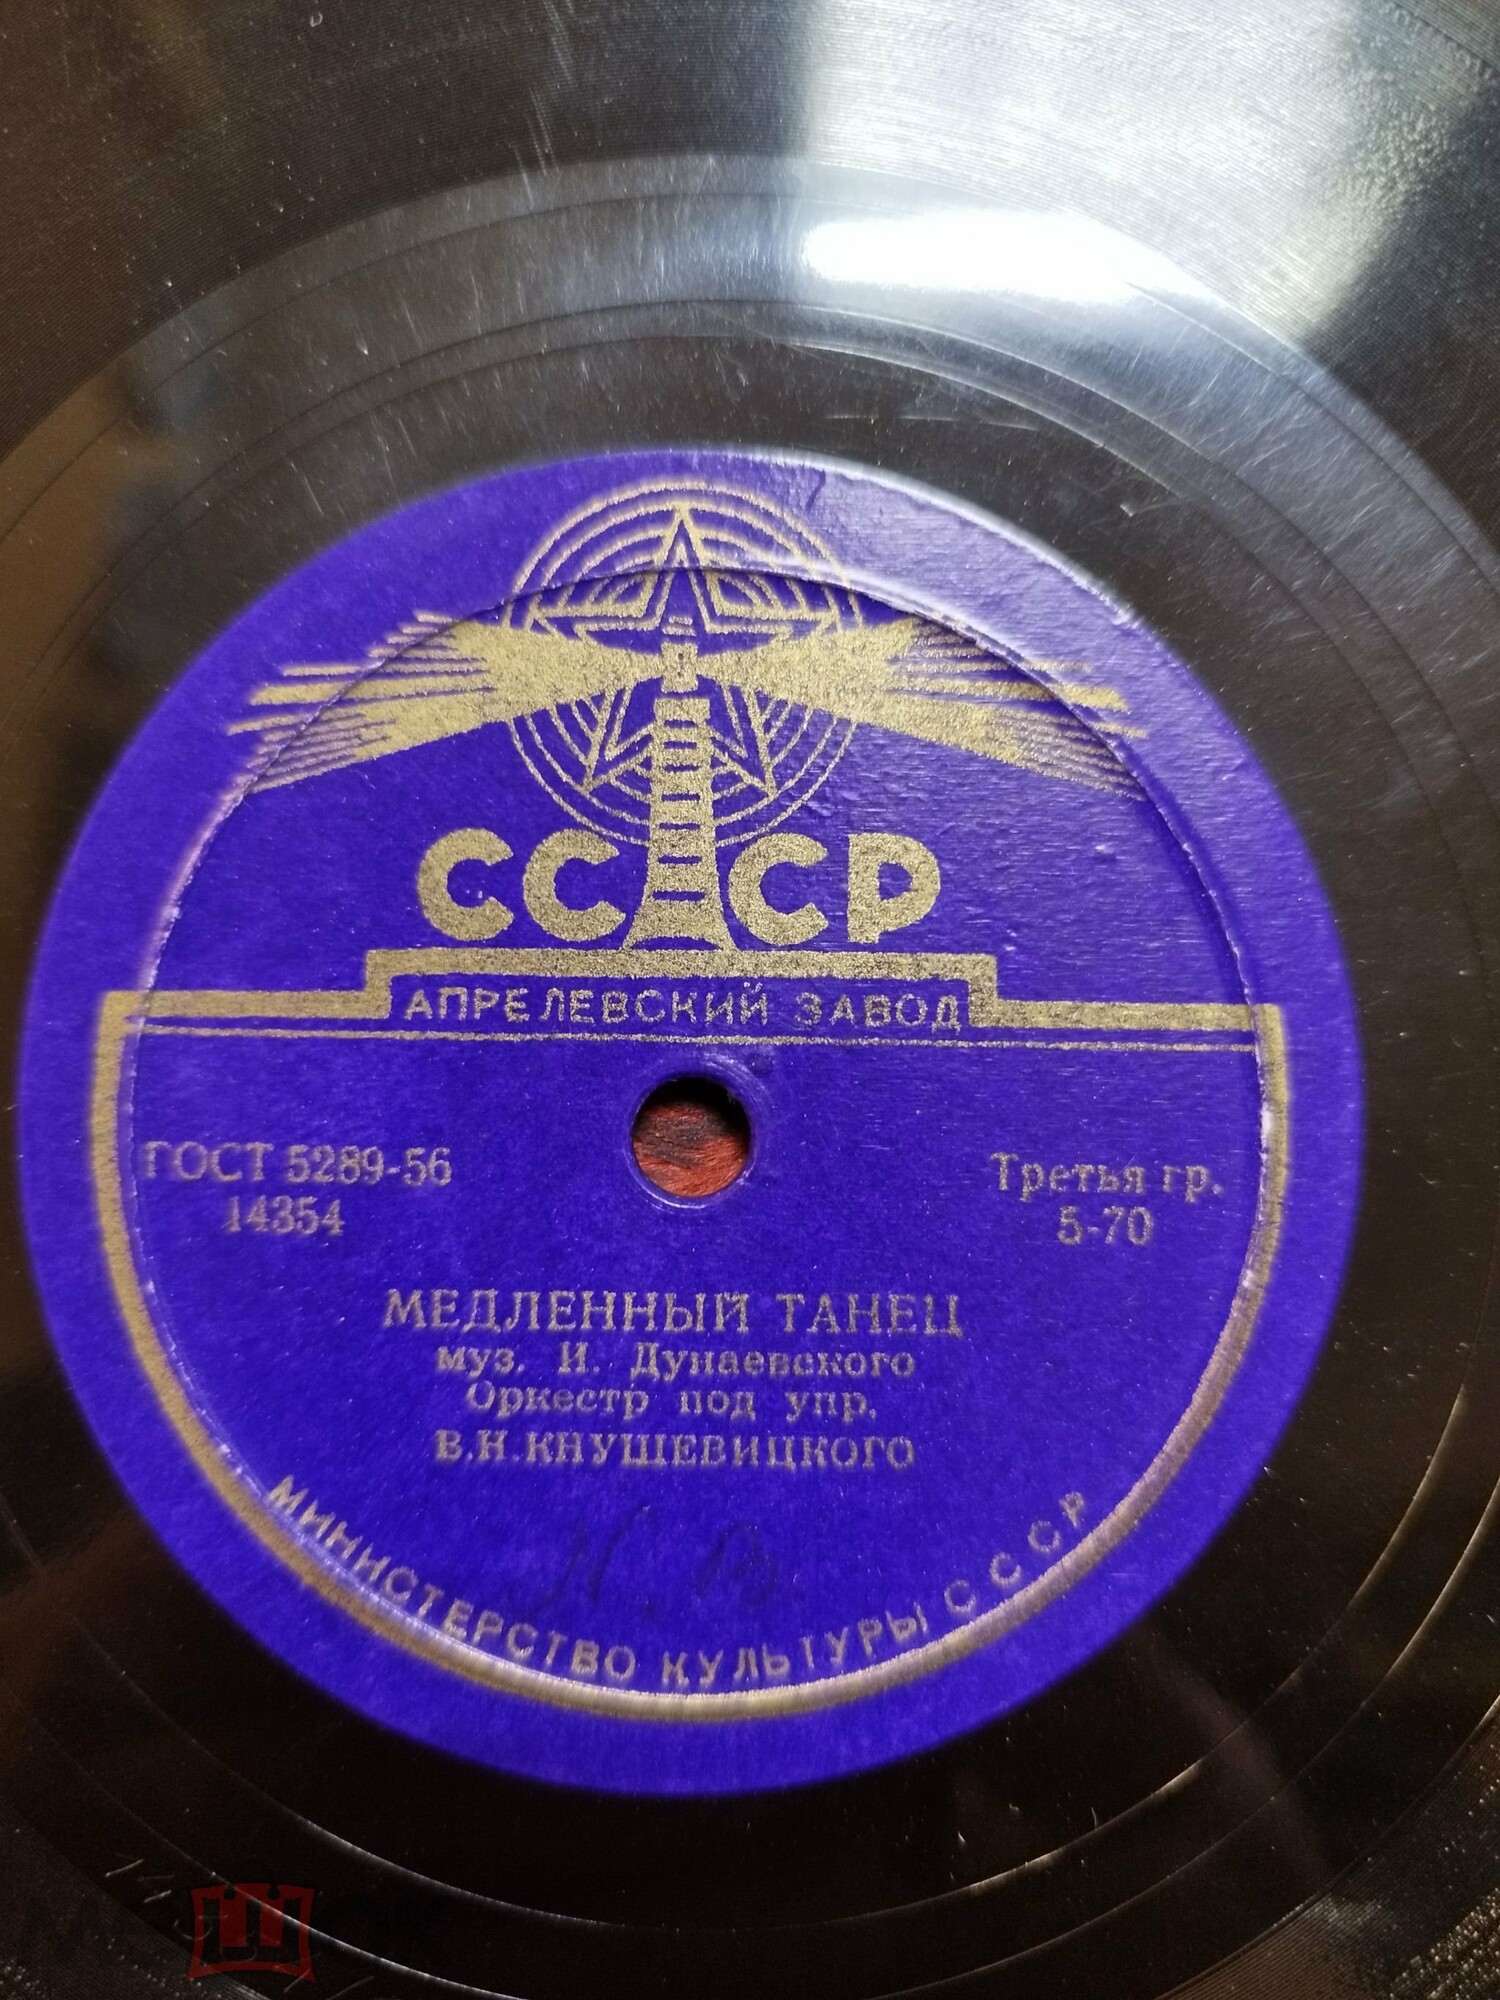 СССР
АПРЕЛЕВСКИЙ ЗАВОД
ГОСТ 5289-56
14354
Третья гр.
5-70
МЕДЛЕННЫЙ ТАНЕЦ
муз. И. Дунаевского
Оркестр под упр.
В.Н.КНУШЕВИЦКОГО
МИНИСТЕРСТВО КУЛЬТУРЫ СССР